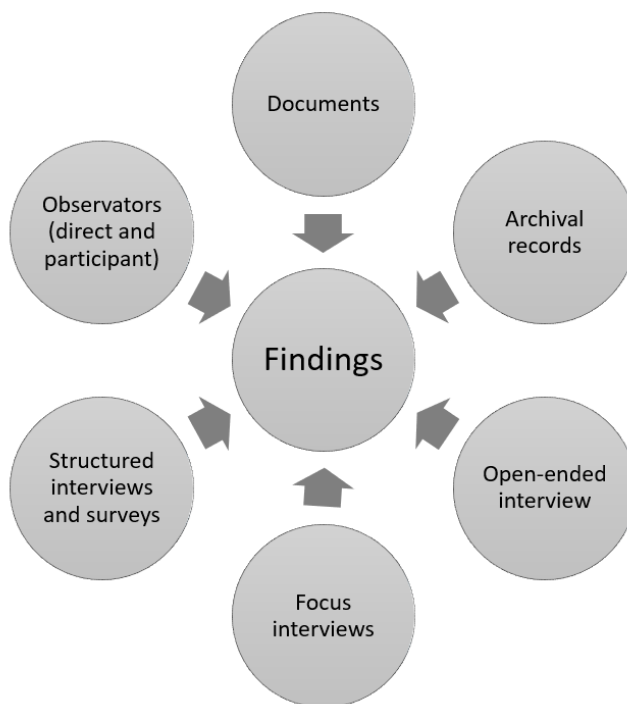 Documents
Observators
(direct and
participant)
Archival
records
Findings
Structured
interviews
and surveys
Open-ended
interview
Focus
interviews